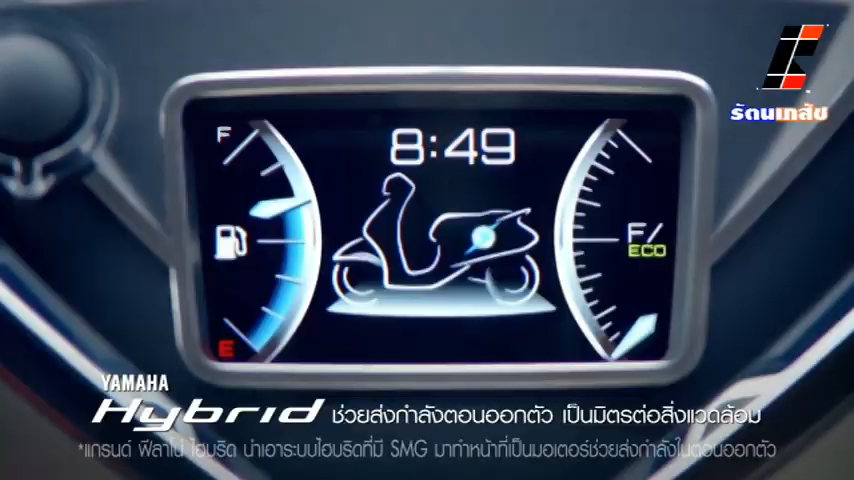 รัตนเภสัช
F
8:49
F/
ECO
E
YAMAHA
Hybrid ช่วยส่งกำลังตอนออกตัว เป็นมิตรต่อสิ่งแวดล้อม
*แกรนด์ ฟีลาโน่ ไฮบริด นำเอาระบบไฮบริดที่มี SMG มาทำหน้าที่เป็นมอเตอร์ช่วยส่งกำลังในตอนออกตัว